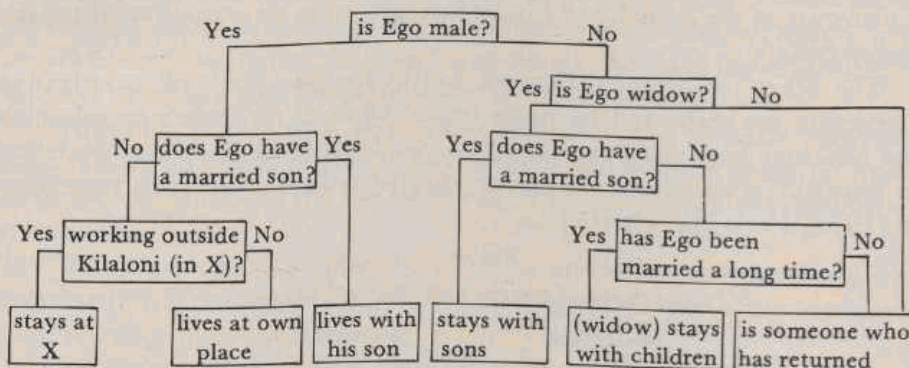 Yes is Ego male? No
Yes is Ego widow? No
No does Ego have Yes
a married son?
Yes does Ego have No
a married son?
Yes working outside No
Kilaloni (in X)?
Yes has Ego been No
married a long time?
stays at
X
lives at own
place
lives with
his son
stays with
sons
(widow) stays
with children
is someone who
has returned